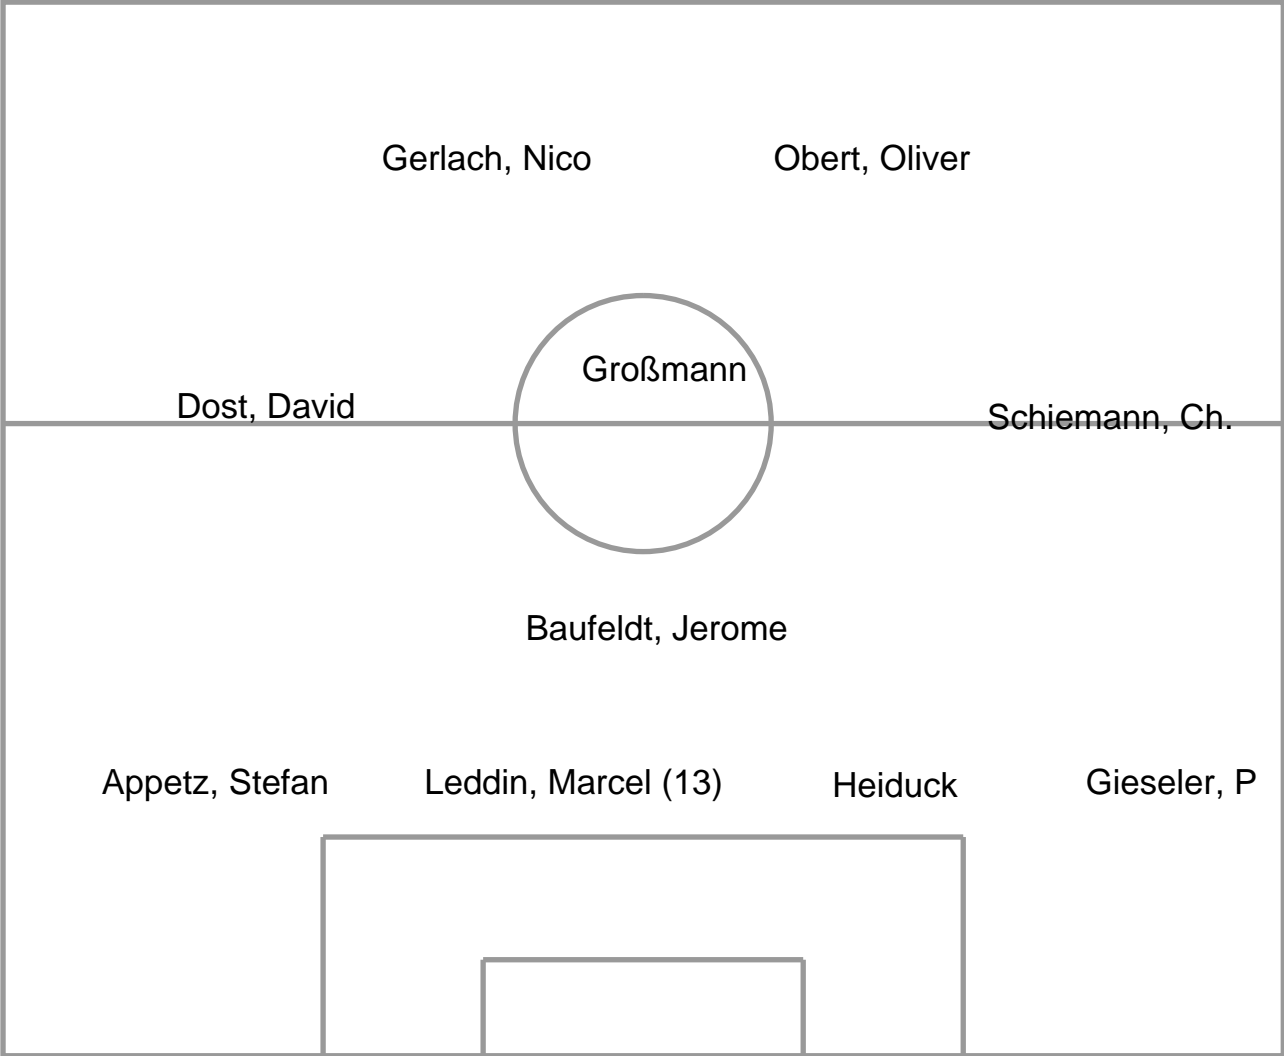 Gerlach, Nico
Obert, Oliver
Großmann
Dost, David
Schiemann, Ch.
Baufeldt, Jerome
Appetz, Stefan
Leddin, Marcel (13)
Heiduck
Gieseler, P